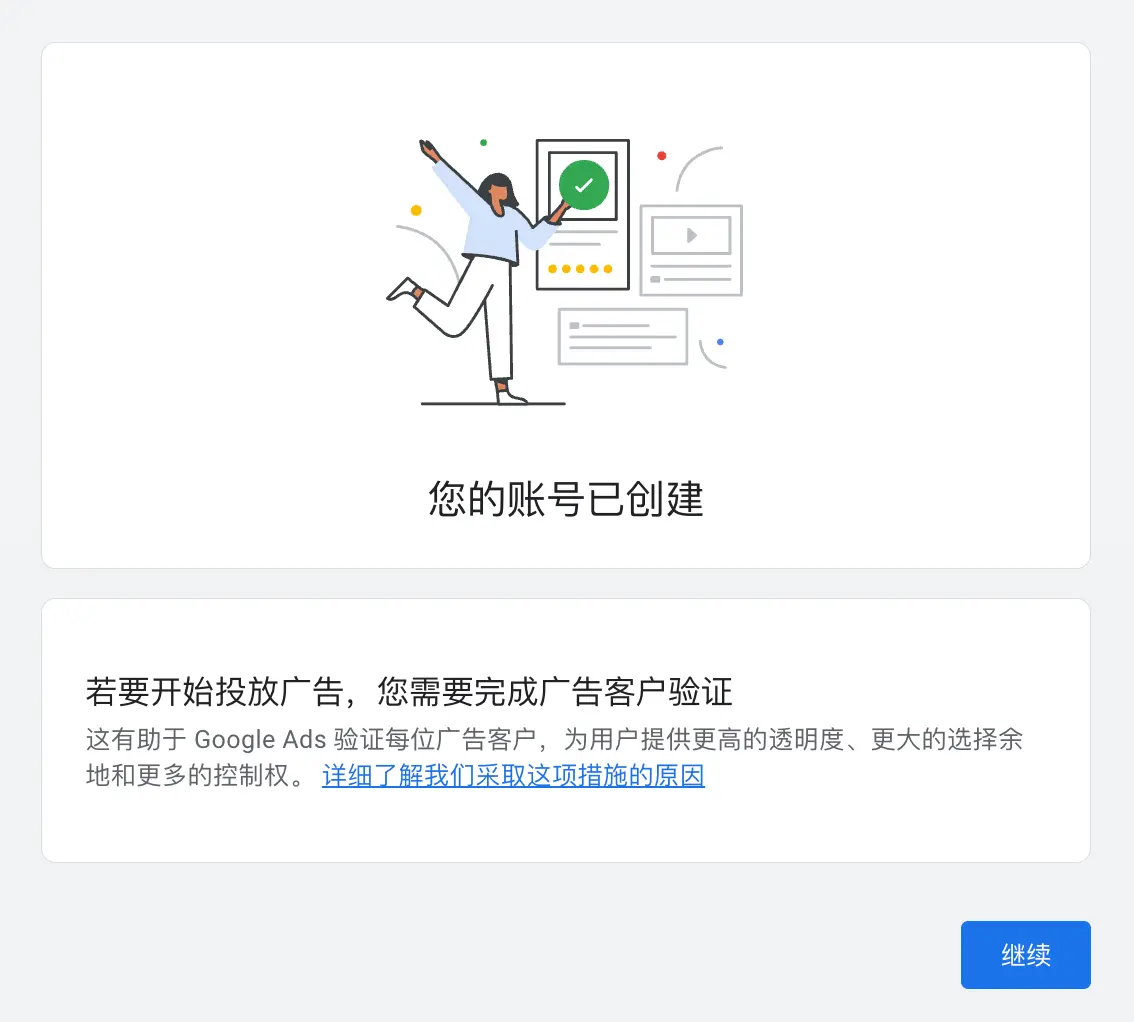 您的账号已创建
若要开始投放广告，您需要完成广告客户验证
这有助于 Google Ads 验证每位广告客户，为用户提供更高的透明度、更大的选择余
地和更多的控制权。 详细了解我们采取这项措施的原因
继续